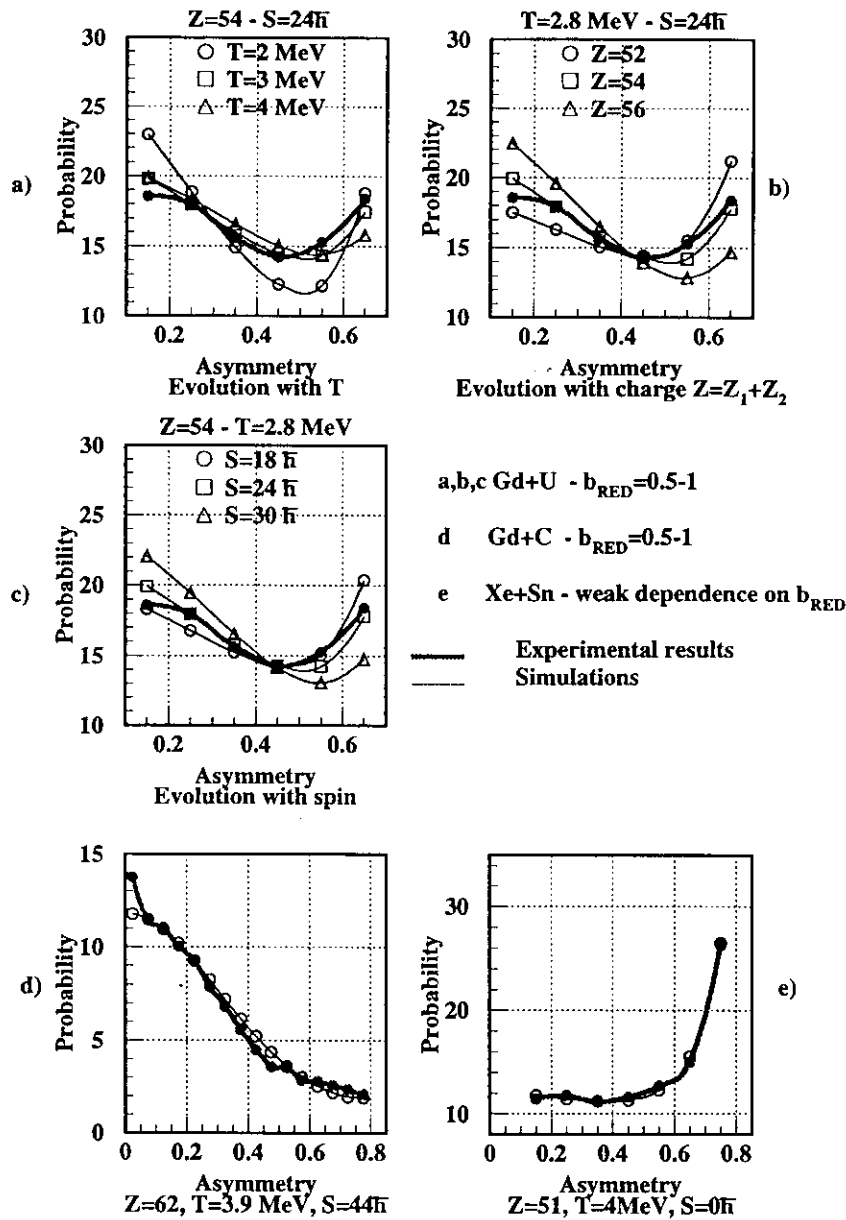 Z=54 - S=24ħ
T=2.8 MeV - S=24ħ
30
25
20
15
10
Probability
a)
T=2 MeV
T=3 MeV
T=4 MeV
0.2
0.4
0.6
Asymmetry
Evolution with T
30
25
20
15
10
Probability
b)
Z=52
Z=54
Z=56
0.2
0.4
0.6
Asymmetry
Evolution with charge Z=Z₁+Z₂
Z=54 - T=2.8 MeV
30
25
20
15
10
Probability
c)
S=18 ħ
S=24 ħ
S=30 ħ
0.2
0.4
0.6
Asymmetry
Evolution with spin
a,b,c Gd+U - b_RED=0.5-1
d Gd+C - b_RED=0.5-1
e Xe+Sn - weak dependence on b_RED
Experimental results
Simulations
15
10
5
0
Probability
d)
0
0.2
0.4
0.6
0.8
Asymmetry
Z=62, T=3.9 MeV, S=44ħ
30
20
10
Probability
e)
0
0.2
0.4
0.6
0.8
Asymmetry
Z=51, T=4MeV, S=0ħ